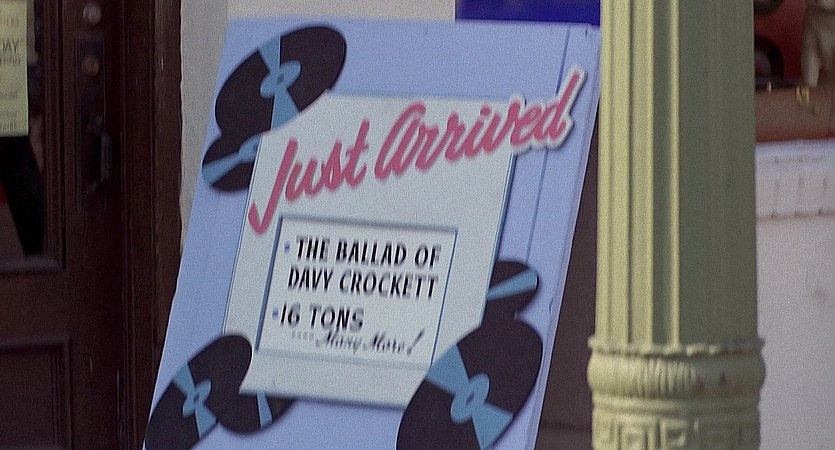 Just Arrived
• THE BALLAD OF
DAVY CROCKETT
• 16 TONS
.... Many More!